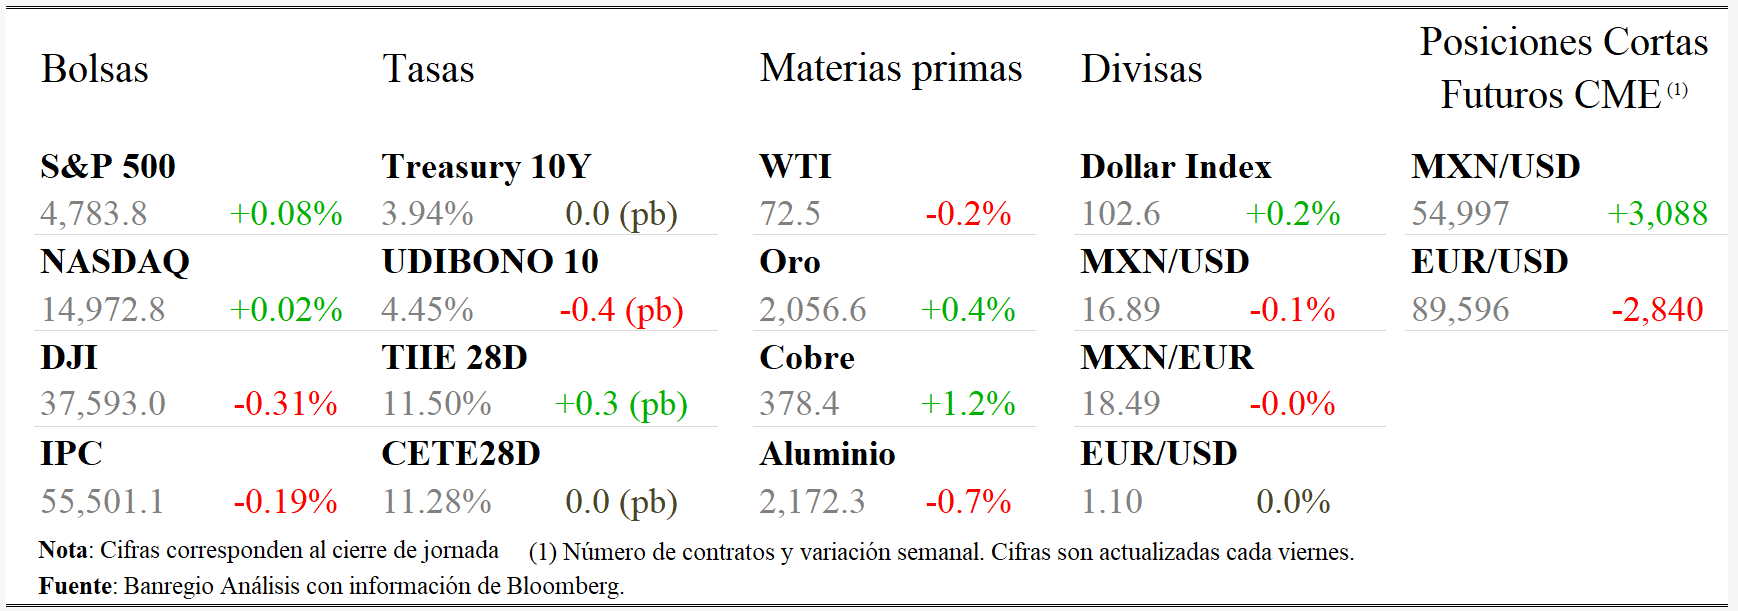 Bolsas Tasas Materias primas Divisas Posiciones Cortas
Futuros CME (1)
S&P 500 Treasury 10Y WTI Dollar Index MXN/USD
4,783.8 +0.08% 3.94% 0.0 (pb) 72.5 -0.2% 102.6 +0.2% 54,997 +3,088
NASDAQ UDIBONO 10 Oro MXN/USD EUR/USD
14,972.8 +0.02% 4.45% -0.4 (pb) 2,056.6 +0.4% 16.89 -0.1% 89,596 -2,840
DJI TIIE 28D Cobre MXN/EUR
37,593.0 -0.31% 11.50% +0.3 (pb) 378.4 +1.2% 18.49 -0.0%
IPC CETE28D Aluminio EUR/USD
55,501.1 -0.19% 11.28% 0.0 (pb) 2,172.3 -0.7% 1.10 0.0%
Nota: Cifras corresponden al cierre de jornada (1) Número de contratos y variación semanal. Cifras son actualizadas cada viernes.
Fuente: Banregio Análisis con información de Bloomberg.